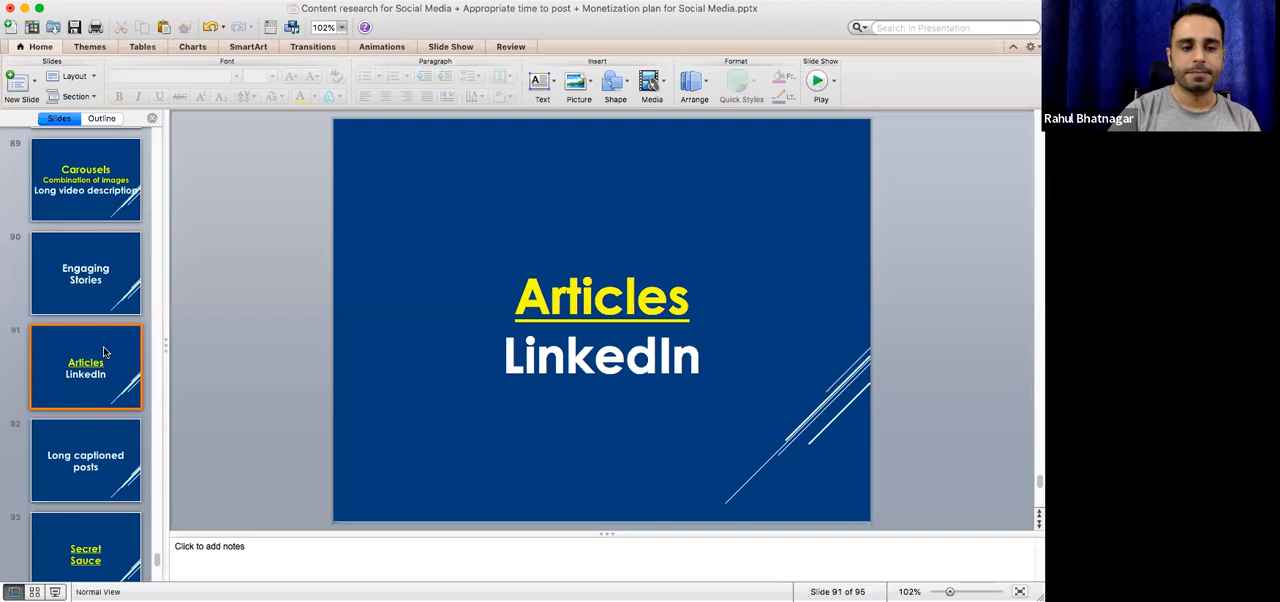 Content research for Social Media + Appropriate time to post + Monetization plan for Social Media.pptx
102%
Search in Presentation
Home
Themes
Tables
Charts
SmartArt
Transitions
Animations
Slide Show
Review
Slides
Font
Paragraph
Insert
Format
Slide Show
New Slide
Layout
Section
B I U ABC A² A₂
Text
Picture
Shape
Media
Arrange
Quick Styles
Play
Slides
Outline
89
Carousels
Combination of images
Long video description
90
Engaging
Stories
91
Articles
LinkedIn
92
Long captioned
posts
93
Secret
Sauce
Articles
LinkedIn
Click to add notes
Normal View
Slide 91 of 95
102%
Rahul Bhatnagar